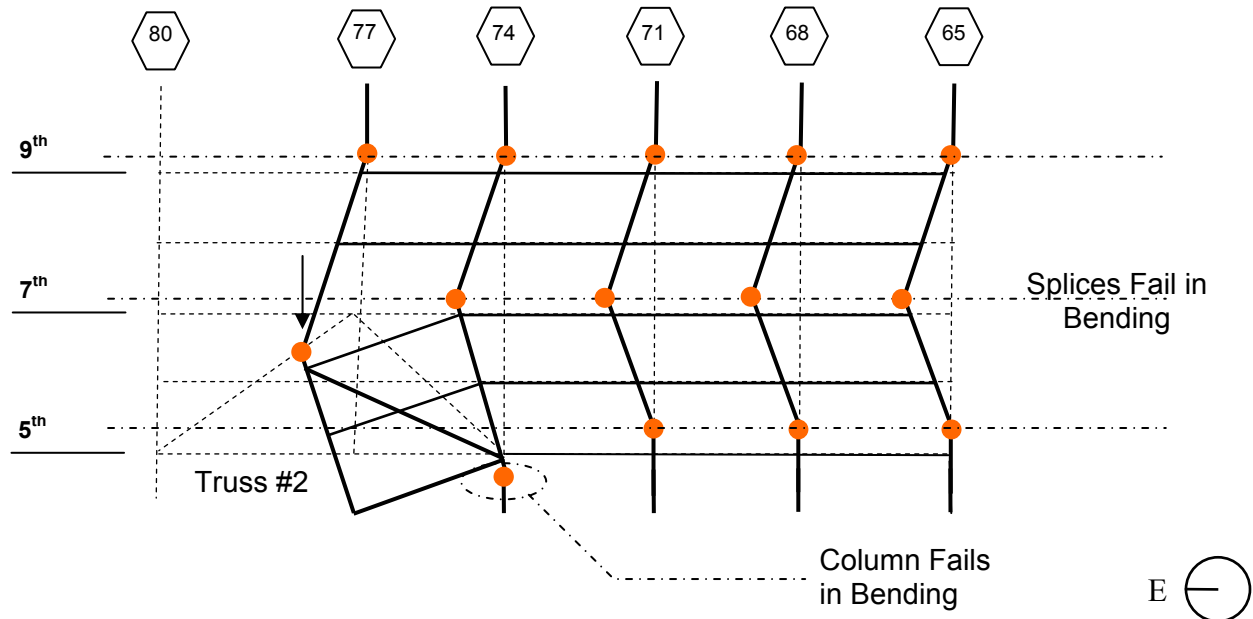 80
77
74
71
68
65
9th
7th
Splices Fail in
Bending
5th
Truss #2
Column Fails
in Bending
E